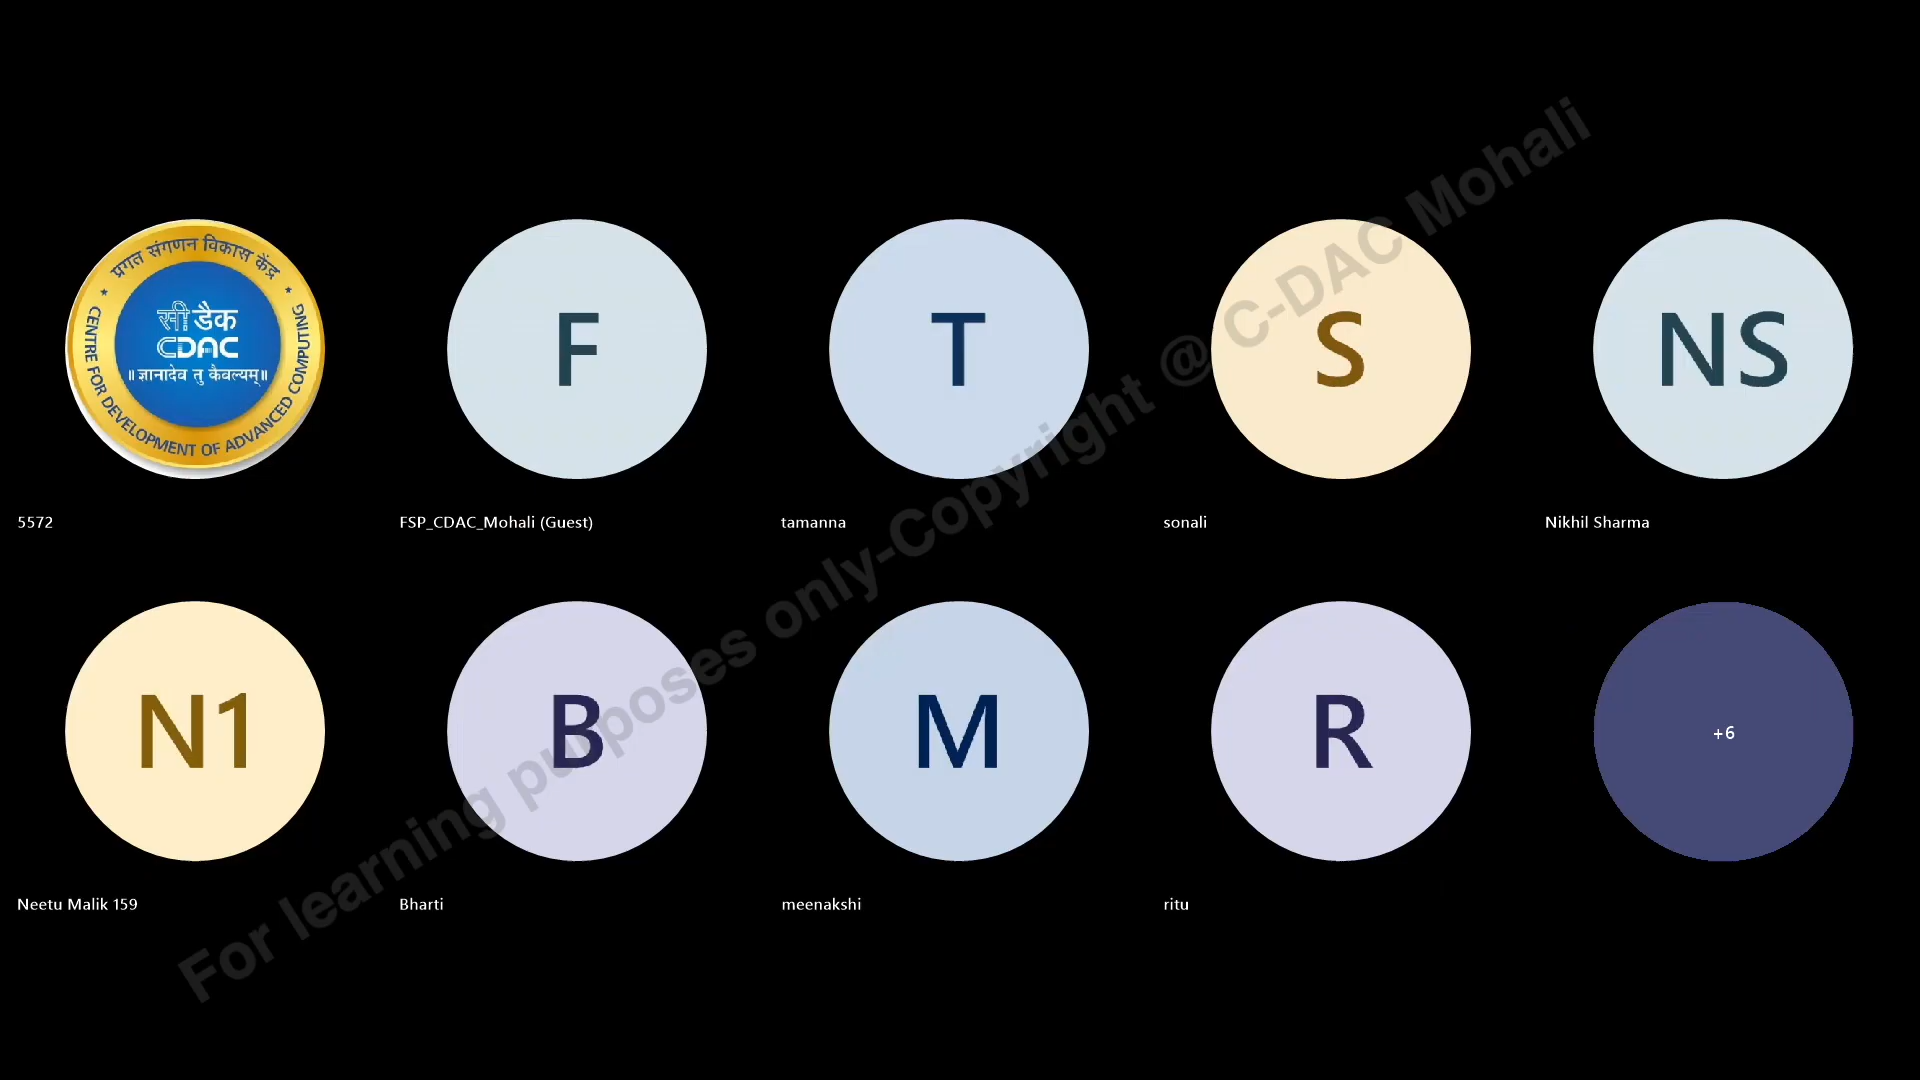 प्रगत संगणन विकास केंद्र
सी डैक
CDAC
॥ ज्ञानादेव तु कैवल्यम् ॥
CENTRE FOR DEVELOPMENT OF ADVANCED COMPUTING
F
T
S
NS
5572
FSP_CDAC_Mohali (Guest)
tamanna
sonali
Nikhil Sharma
N1
B
M
R
+6
Neetu Malik 159
Bharti
meenakshi
ritu
For learning purposes only-Copyright @ C-DAC Mohali